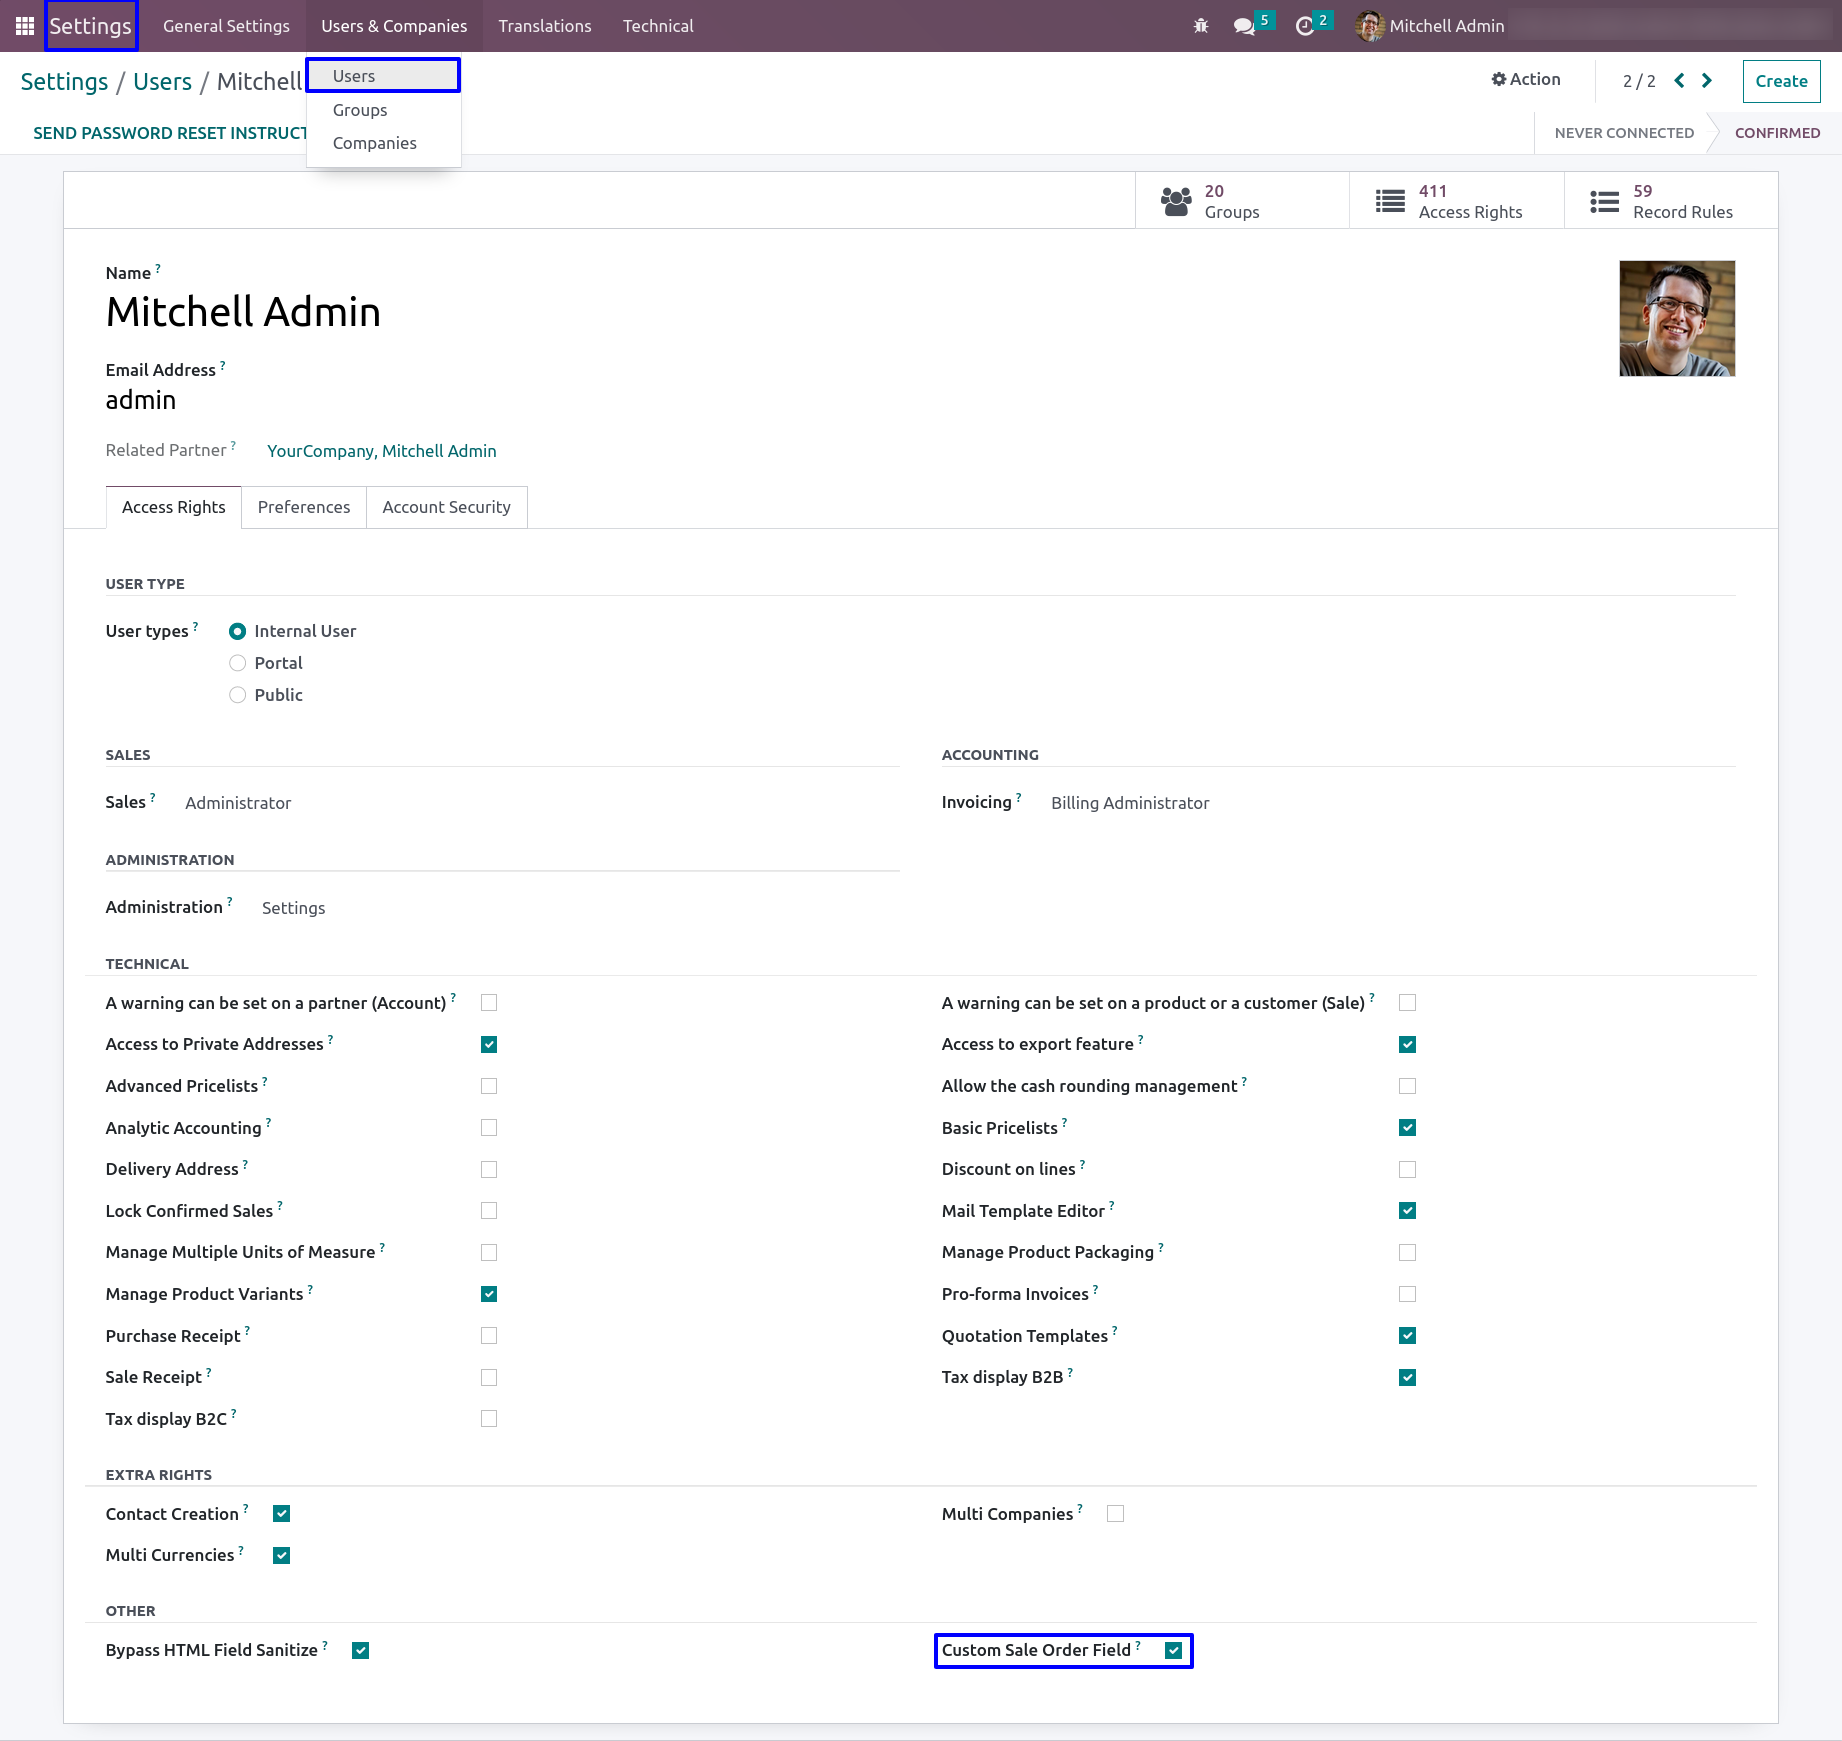 Settings General Settings Users & Companies Translations Technical 5 2 Mitchell Admin
Settings / Users / Mitchell
Users
Groups
Companies
Action 2 / 2 Create
SEND PASSWORD RESET INSTRUCT
NEVER CONNECTED CONFIRMED
20 Groups
411 Access Rights
59 Record Rules
Name ?
Mitchell Admin
Email Address ?
admin
Related Partner ? YourCompany, Mitchell Admin
Access Rights Preferences Account Security
USER TYPE
User types ? Internal User
Portal
Public
SALES ACCOUNTING
Sales ? Administrator Invoicing ? Billing Administrator
ADMINISTRATION
Administration ? Settings
TECHNICAL
A warning can be set on a partner (Account) ? A warning can be set on a product or a customer (Sale) ?
Access to Private Addresses ? Access to export feature ?
Advanced Pricelists ? Allow the cash rounding management ?
Analytic Accounting ? Basic Pricelists ?
Delivery Address ? Discount on lines ?
Lock Confirmed Sales ? Mail Template Editor ?
Manage Multiple Units of Measure ? Manage Product Packaging ?
Manage Product Variants ? Pro-forma Invoices ?
Purchase Receipt ? Quotation Templates ?
Sale Receipt ? Tax display B2B ?
Tax display B2C ?
EXTRA RIGHTS
Contact Creation ? Multi Companies ?
Multi Currencies ?
OTHER
Bypass HTML Field Sanitize ? Custom Sale Order Field ?